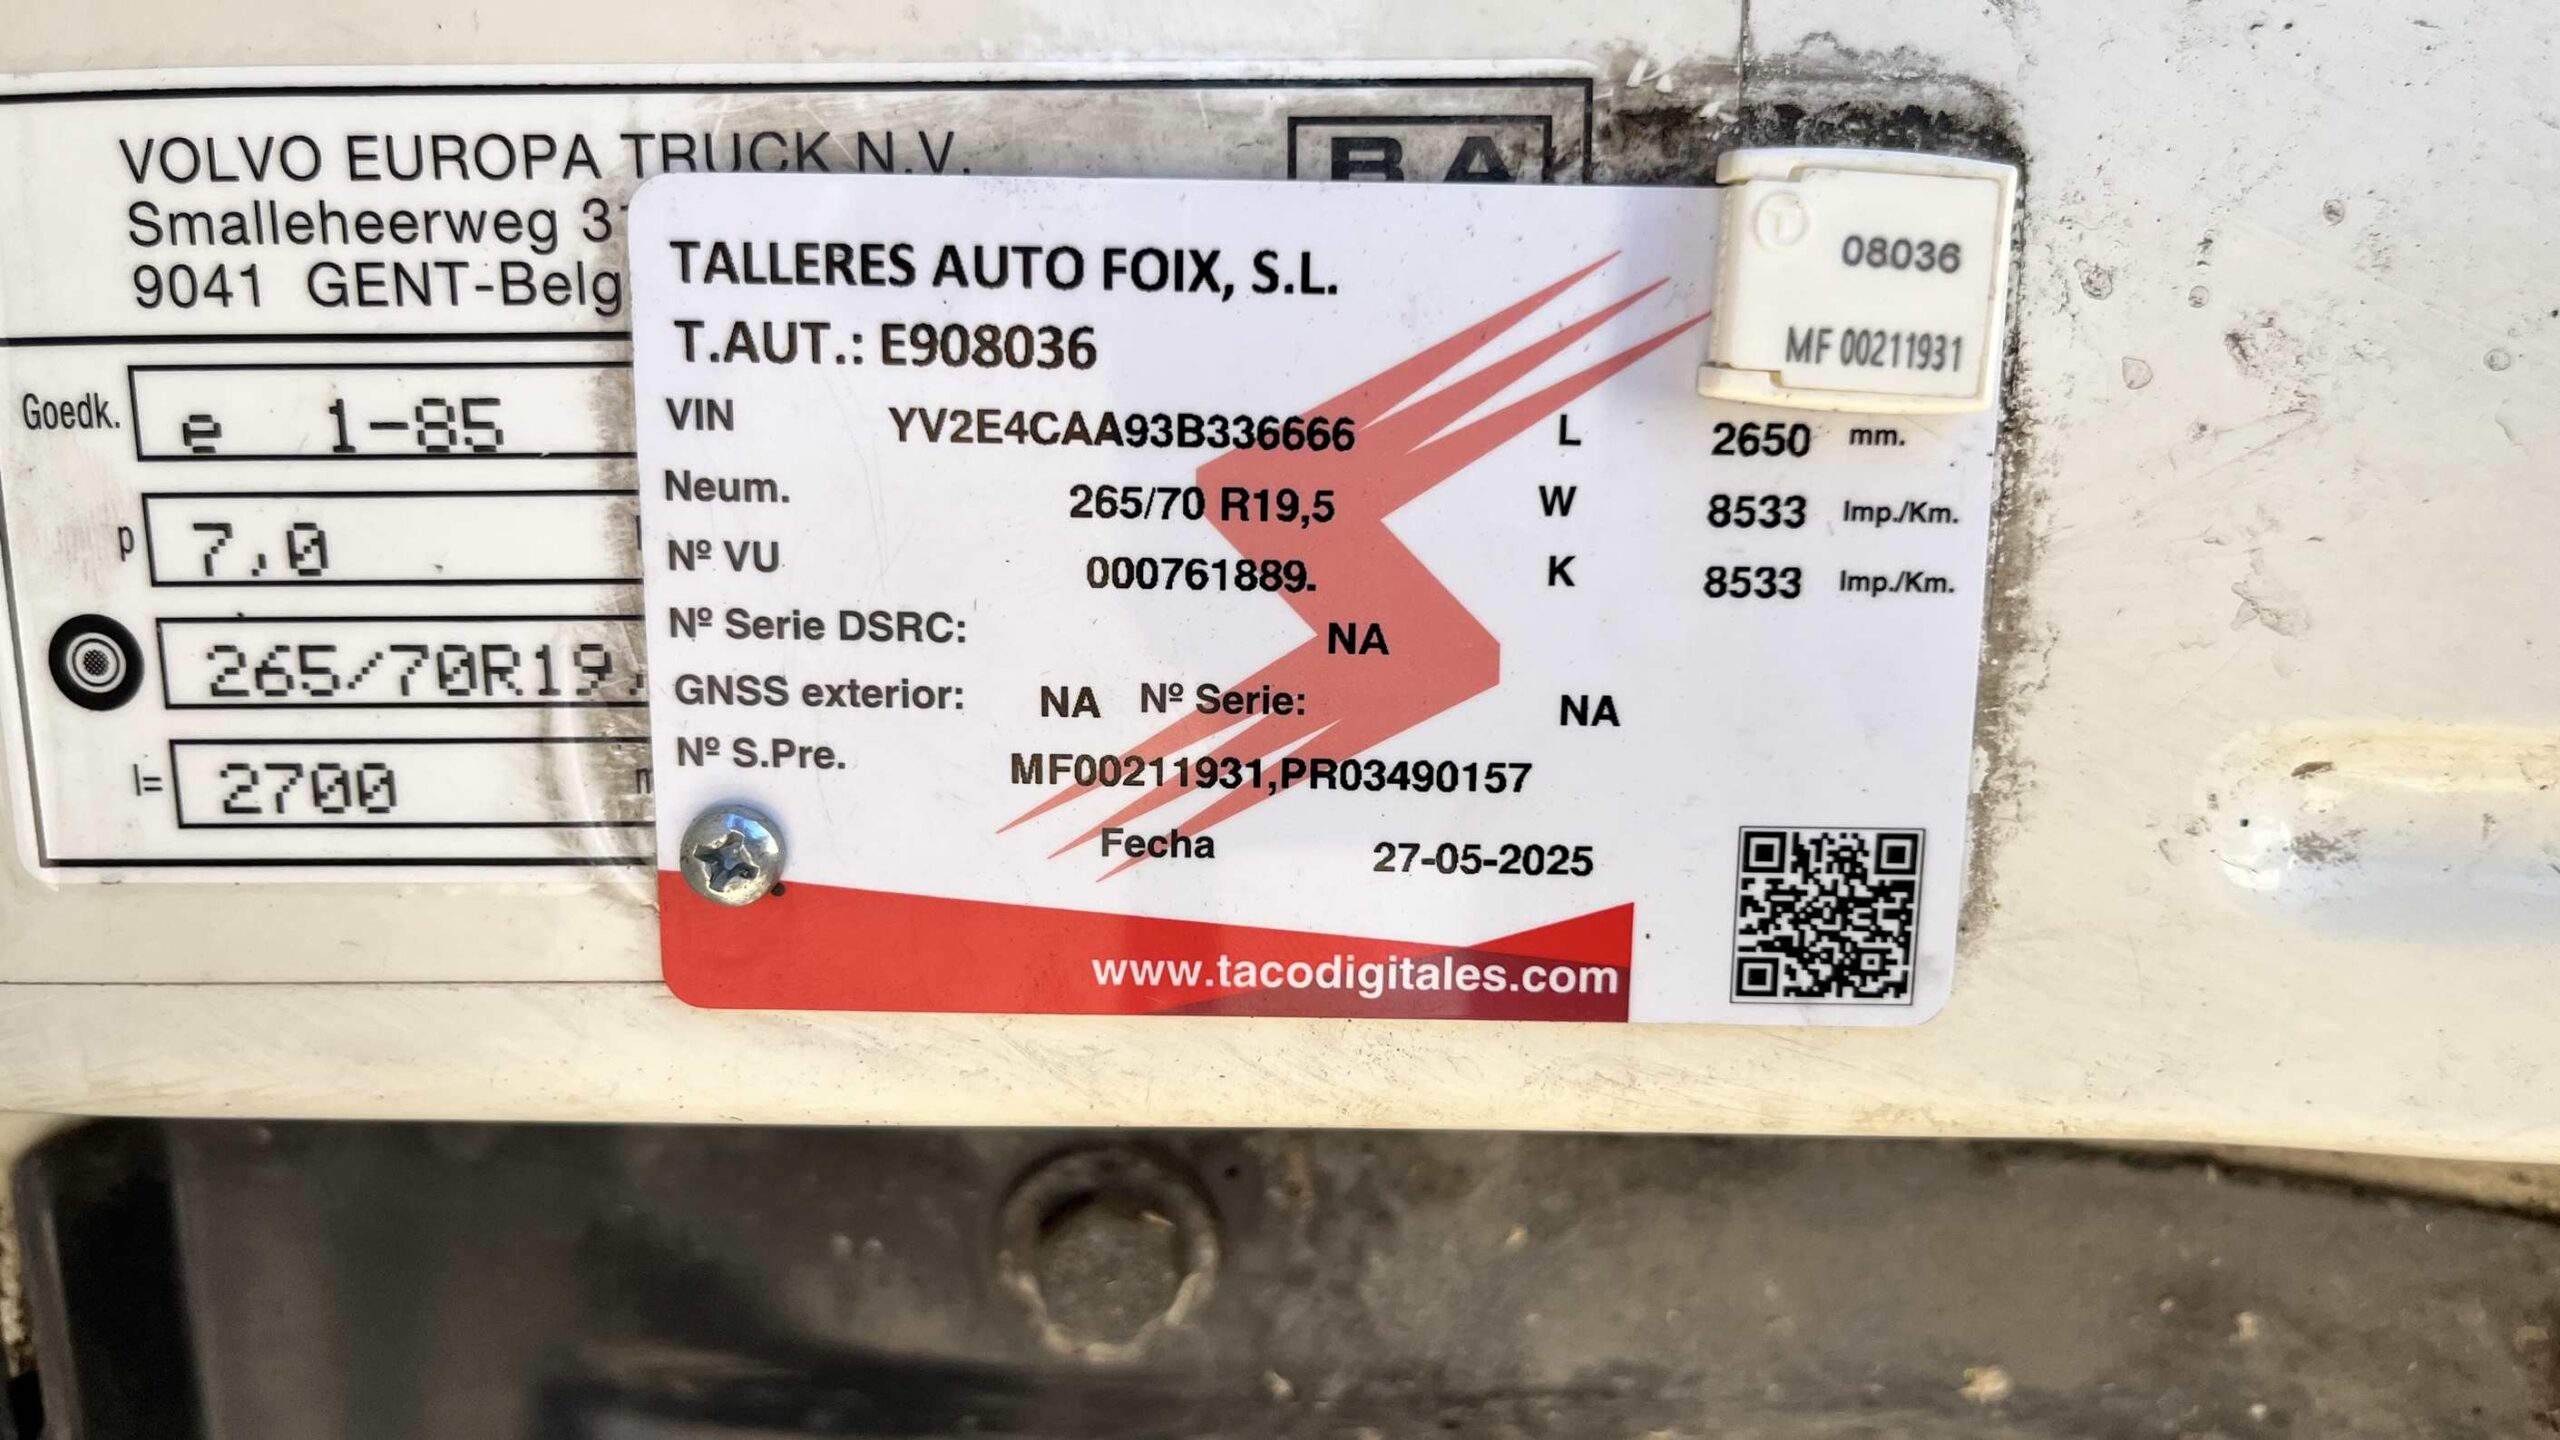 VOLVO EUROPA TRUCK N.V.
Smalleheerweg 3
9041 GENT-Belg
Goedk. e 1-85
p 7,0
265/70R19,
l= 2700
TALLERES AUTO FOIX, S.L.
T.AUT.: E908036
VIN YV2E4CAA93B336666 L 2650 mm.
Neum. 265/70 R19,5 W 8533 Imp./Km.
Nº VU 000761889. K 8533 Imp./Km.
Nº Serie DSRC: NA
GNSS exterior: NA Nº Serie: NA
Nº S.Pre. MF00211931,PR03490157
Fecha 27-05-2025
www.tacodigitales.com
T 08036
MF 00211931